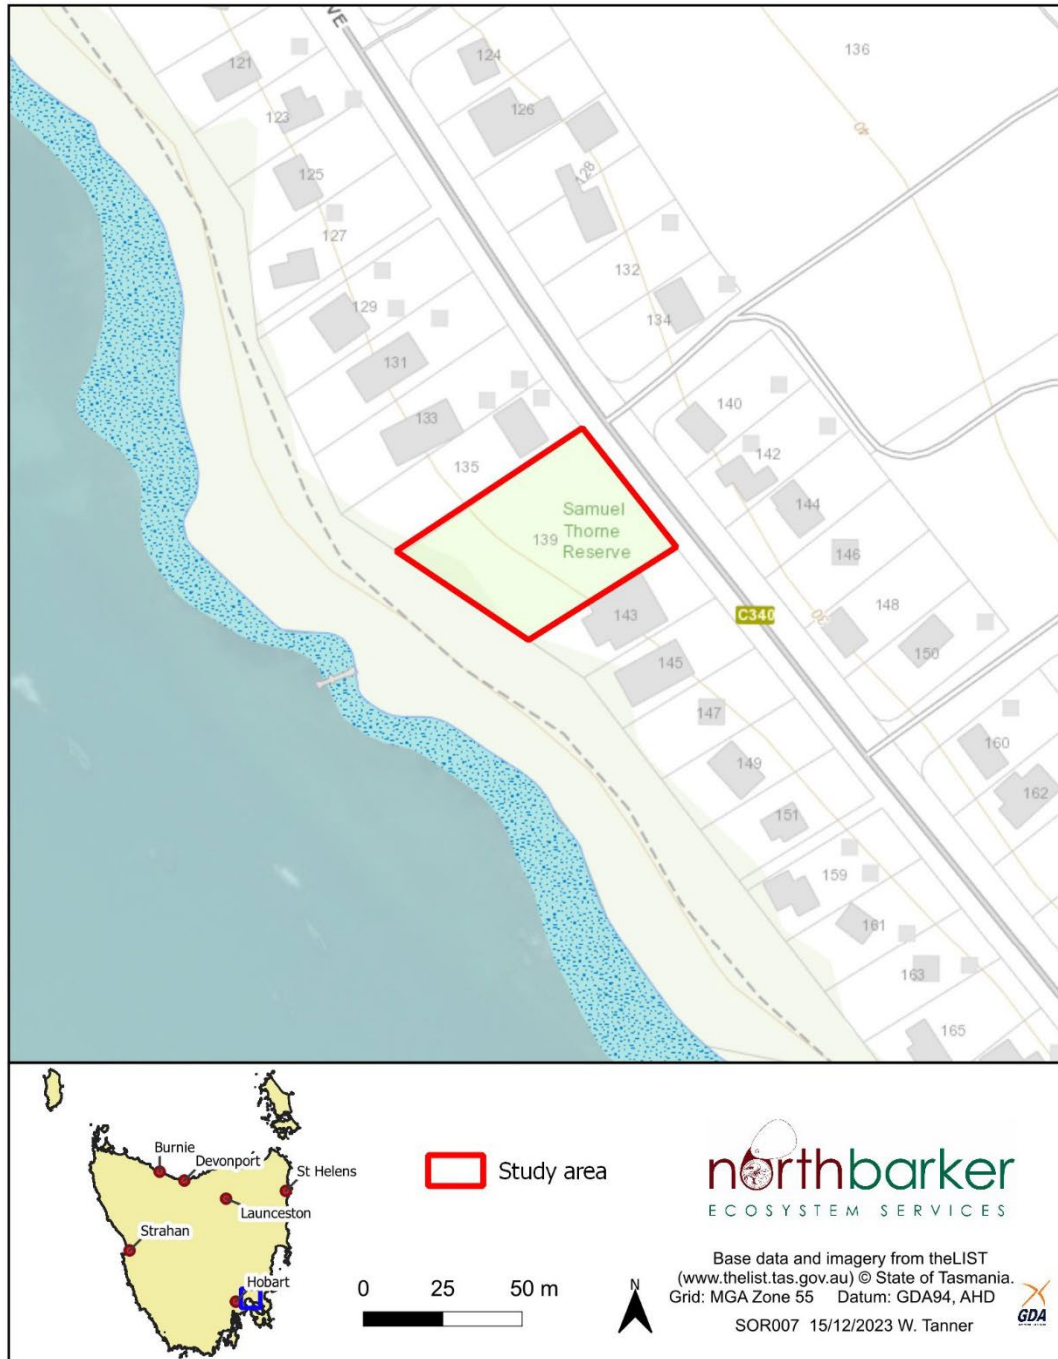 NE
121
124
136
126
123
40
125
128
127
132
129
134
131
140
133
142
135
Samuel
Thorne
Reserve
139
144
146
143
C340
148
30
145
150
147
160
149
162
151
159
161
163
165
Burnie
Devonport
St Helens
Launceston
Strahan
Hobart
Study area
0 25 50 m
N
northbarker
ECOSYSTEM SERVICES
Base data and imagery from theLIST
(www.thelist.tas.gov.au) © State of Tasmania.
Grid: MGA Zone 55 Datum: GDA94, AHD
SOR007 15/12/2023 W. Tanner
GDA